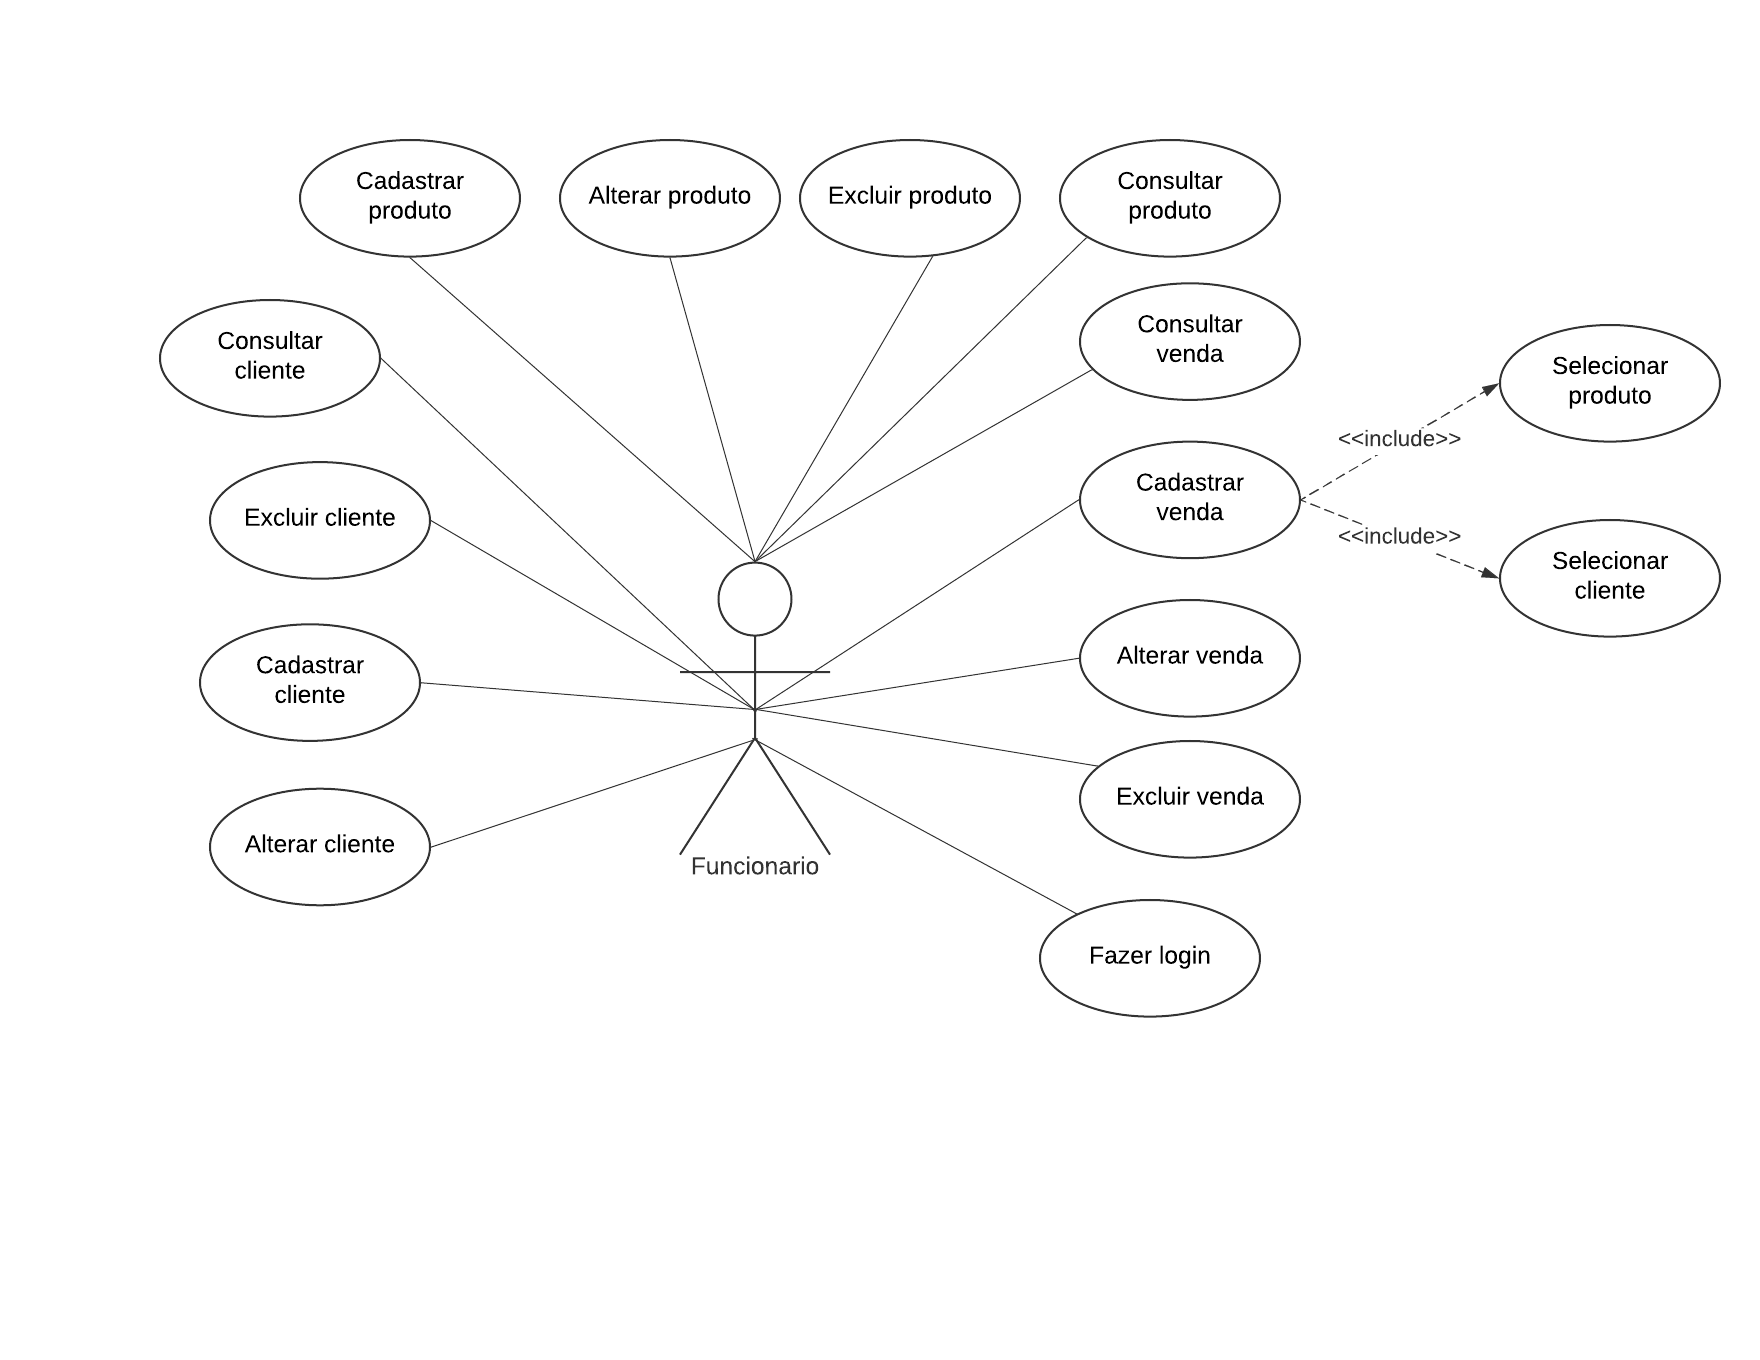 Cadastrar
produto
Alterar produto
Excluir produto
Consultar
produto
Consultar
cliente
Consultar
venda
Selecionar
produto
<<include>>
Excluir cliente
Cadastrar
venda
<<include>>
Selecionar
cliente
Cadastrar
cliente
Alterar venda
Excluir venda
Alterar cliente
Funcionario
Fazer login